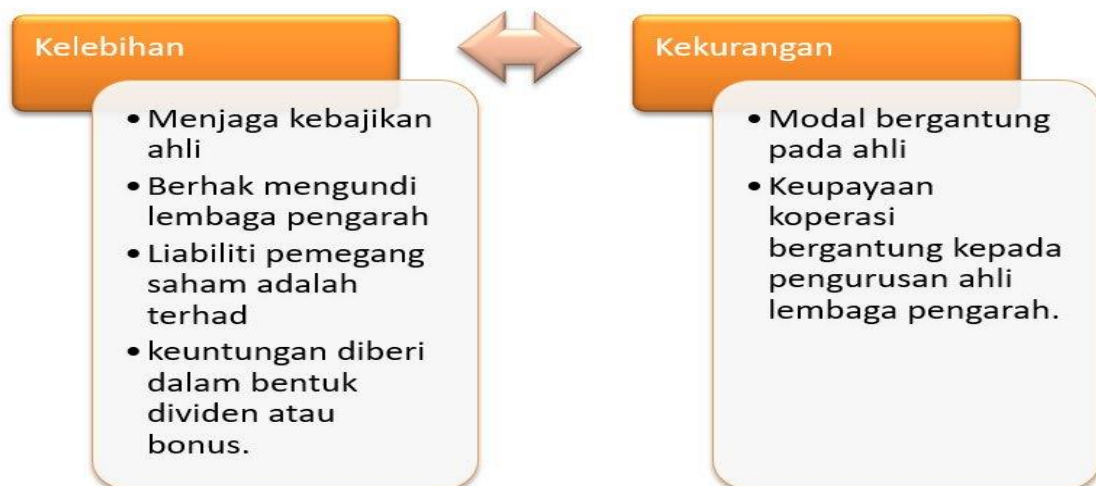 Kelebihan
• Menjaga kebajikan
ahli
• Berhak mengundi
lembaga pengarah
• Liabiliti pemegang
saham adalah
terhad
• keuntungan diberi
dalam bentuk
dividen atau
bonus.
Kekurangan
• Modal bergantung
pada ahli
• Keupayaan
koperasi
bergantung kepada
pengurusan ahli
lembaga pengarah.